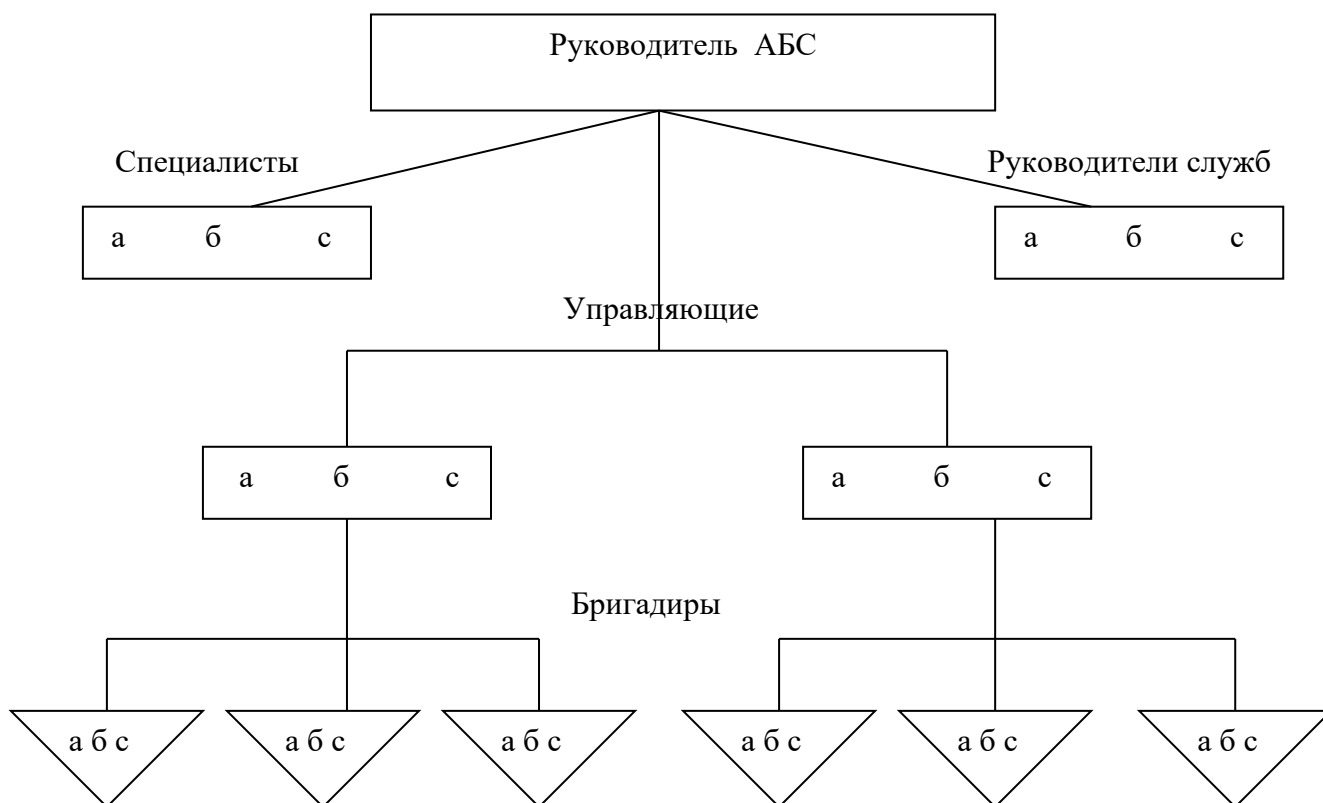 Руководитель АБС
Специалисты
Руководители служб
а б с
а б с
Управляющие
а б с
а б с
Бригадиры
а б с
а б с
а б с
а б с
а б с
а б с